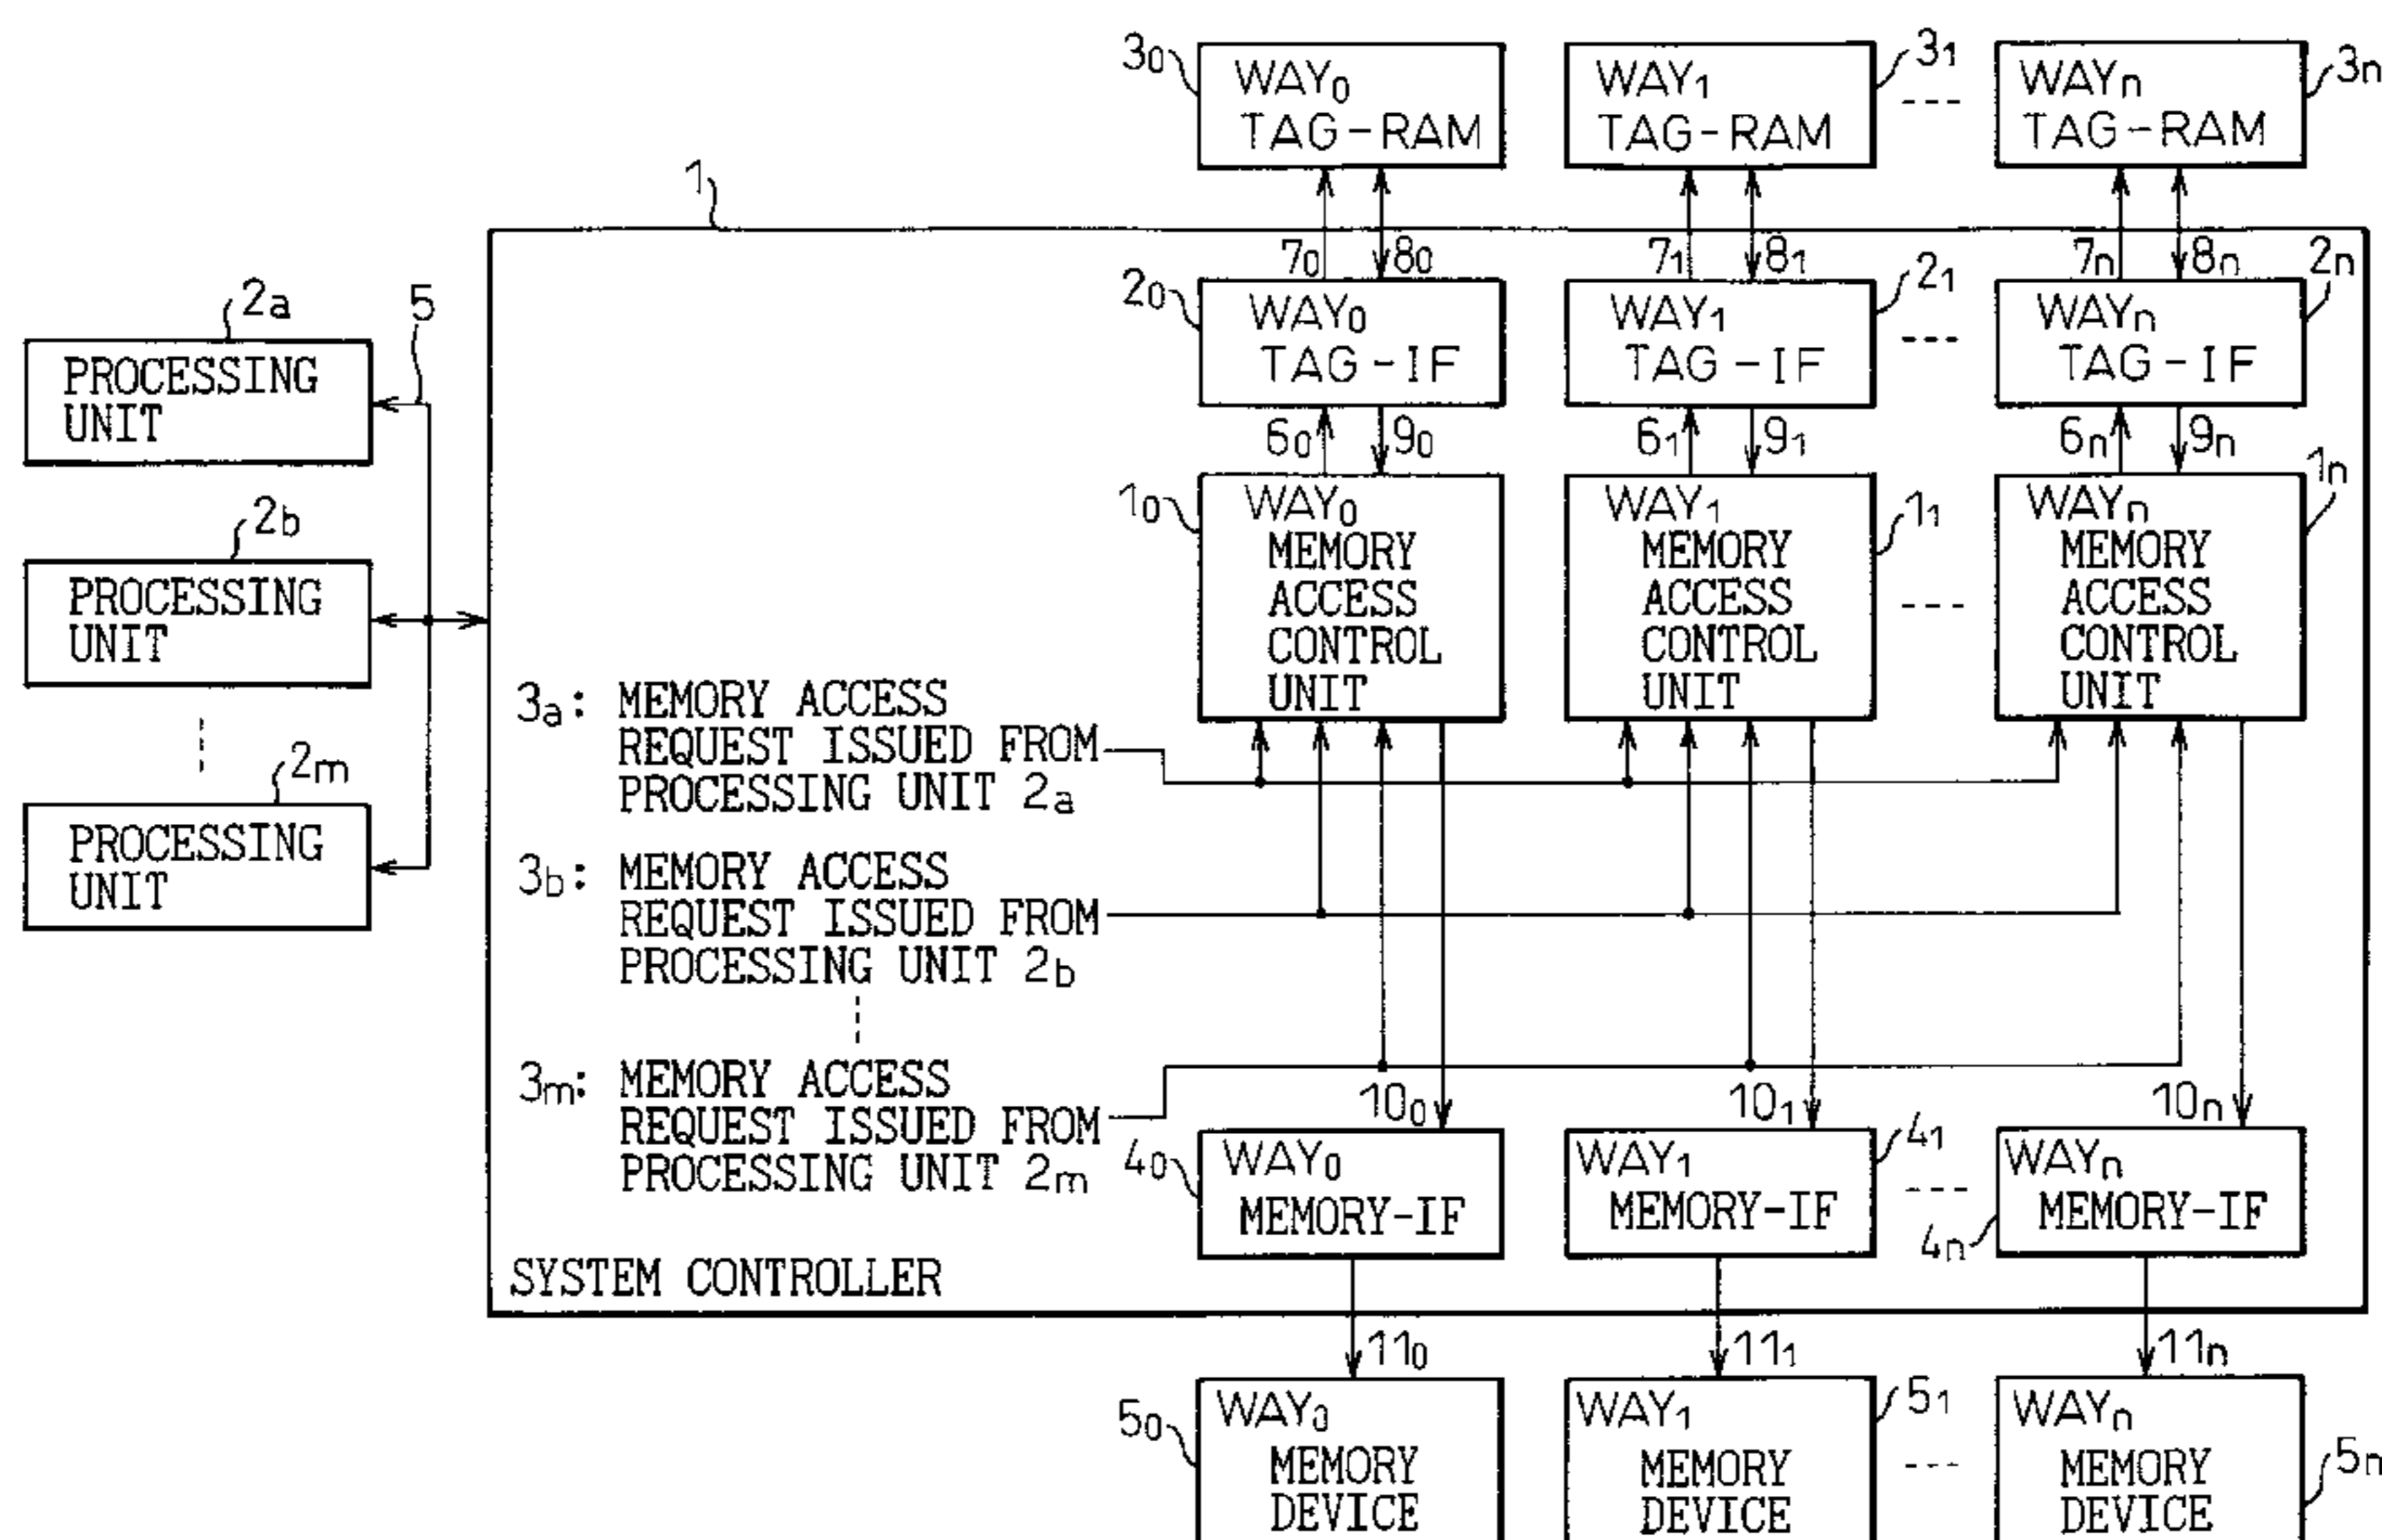 3₀
WAY₀
TAG-RAM
WAY₁
TAG-RAM
3₁
WAYₙ
TAG-RAM
3ₙ
1
7₀
8₀
7₁
8₁
7ₙ
8ₙ
2ₙ
2₀
WAY₀
TAG-IF
WAY₁
TAG-IF
2₁
WAYₙ
TAG-IF
6₀
9₀
6₁
9₁
6ₙ
9ₙ
2a
5
PROCESSING
UNIT
2b
PROCESSING
UNIT
2m
PROCESSING
UNIT
1₀
WAY₀
MEMORY
ACCESS
CONTROL
UNIT
WAY₁
MEMORY
ACCESS
CONTROL
UNIT
1₁
WAYₙ
MEMORY
ACCESS
CONTROL
UNIT
1ₙ
3a: MEMORY ACCESS
REQUEST ISSUED FROM
PROCESSING UNIT 2a
3b: MEMORY ACCESS
REQUEST ISSUED FROM
PROCESSING UNIT 2b
3m: MEMORY ACCESS
REQUEST ISSUED FROM
PROCESSING UNIT 2m
10₀
10₁
10ₙ
4₀
WAY₀
MEMORY-IF
WAY₁
MEMORY-IF
4₁
WAYₙ
MEMORY-IF
4ₙ
SYSTEM CONTROLLER
11₀
11₁
11ₙ
5₀
WAY₀
MEMORY
DEVICE
WAY₁
MEMORY
DEVICE
5₁
WAYₙ
MEMORY
DEVICE
5ₙ